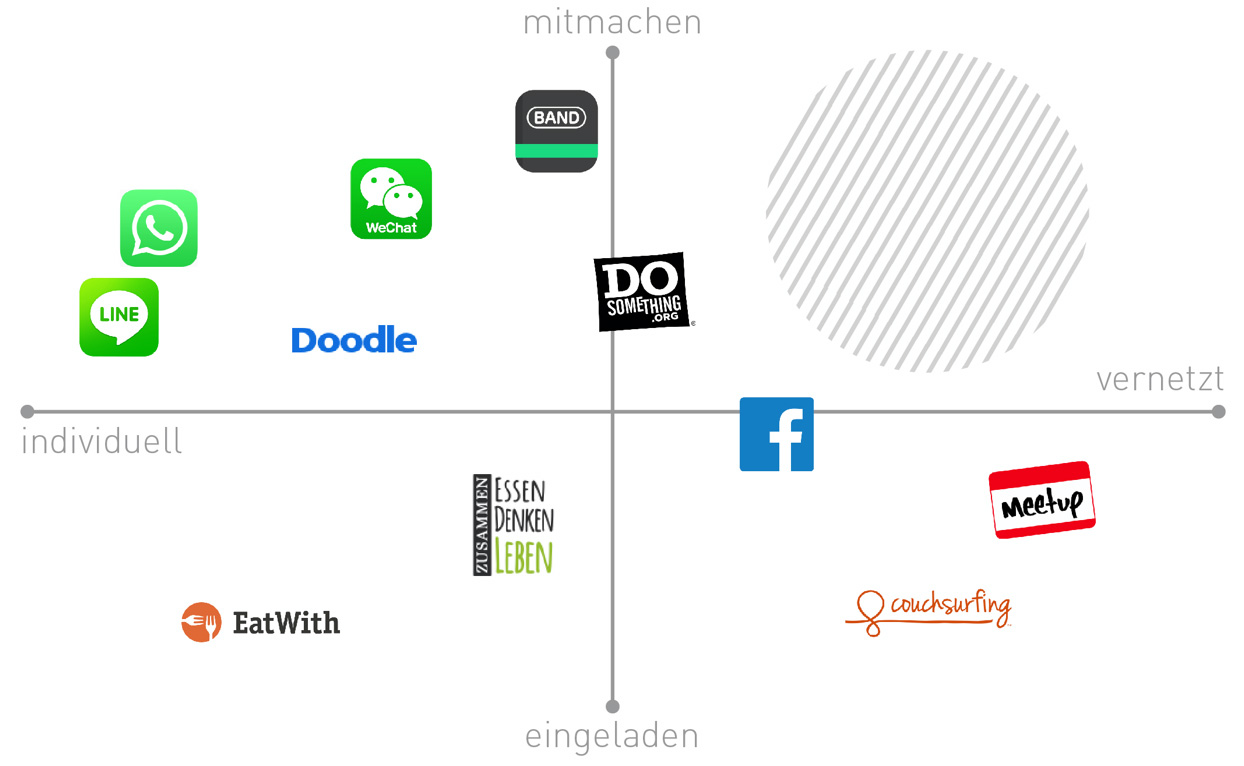 mitmachen
BAND
WeChat
LINE
DO
SOMETHING
.ORG
Doodle
vernetzt
individuell
f
ZUSAMMEN
ESSEN
DENKEN
LEBEN
meetup
EatWith
couchsurfing
eingeladen